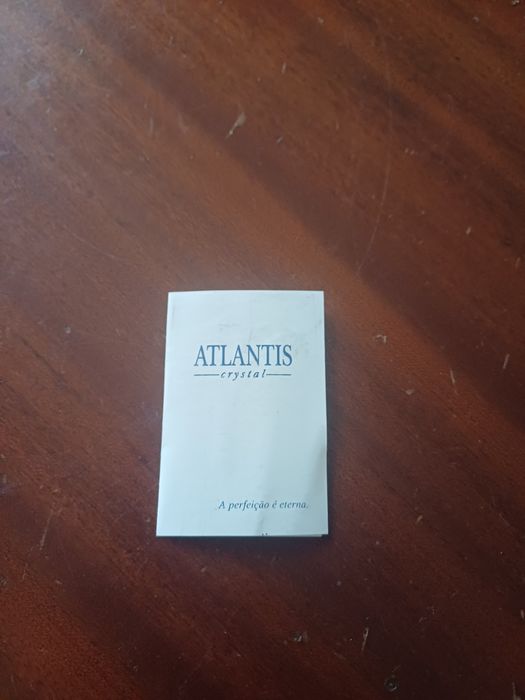 ATLANTIS
crystal
A perfeição é eterna.